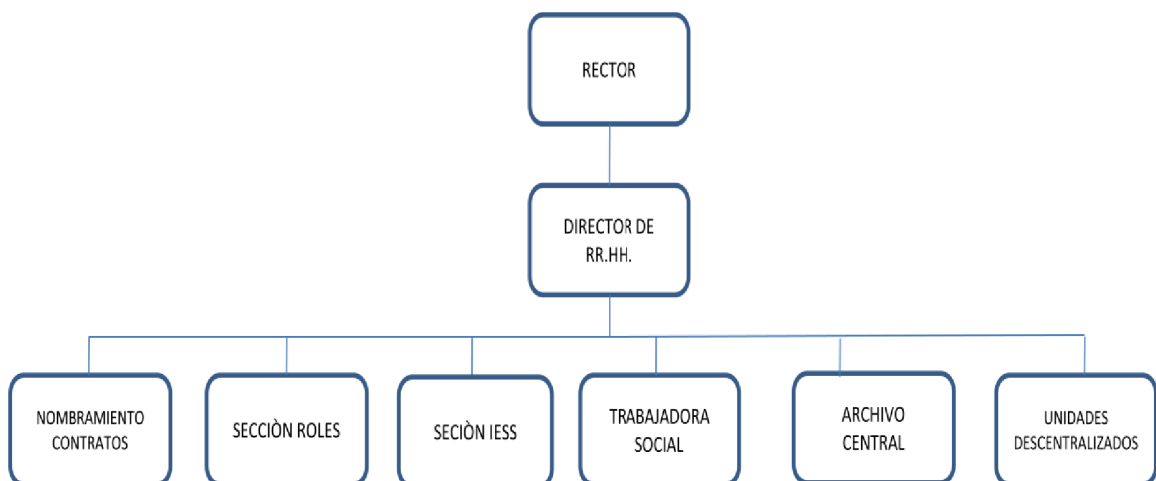 RECTOR
DIRECTOR DE
RR.HH.
NOMBRAMIENTO
CONTRATOS
SECCIÒN ROLES
SECIÒN IESS
TRABAJADORA
SOCIAL
ARCHIVO
CENTRAL
UNIDADES
DESCENTRALIZADOS